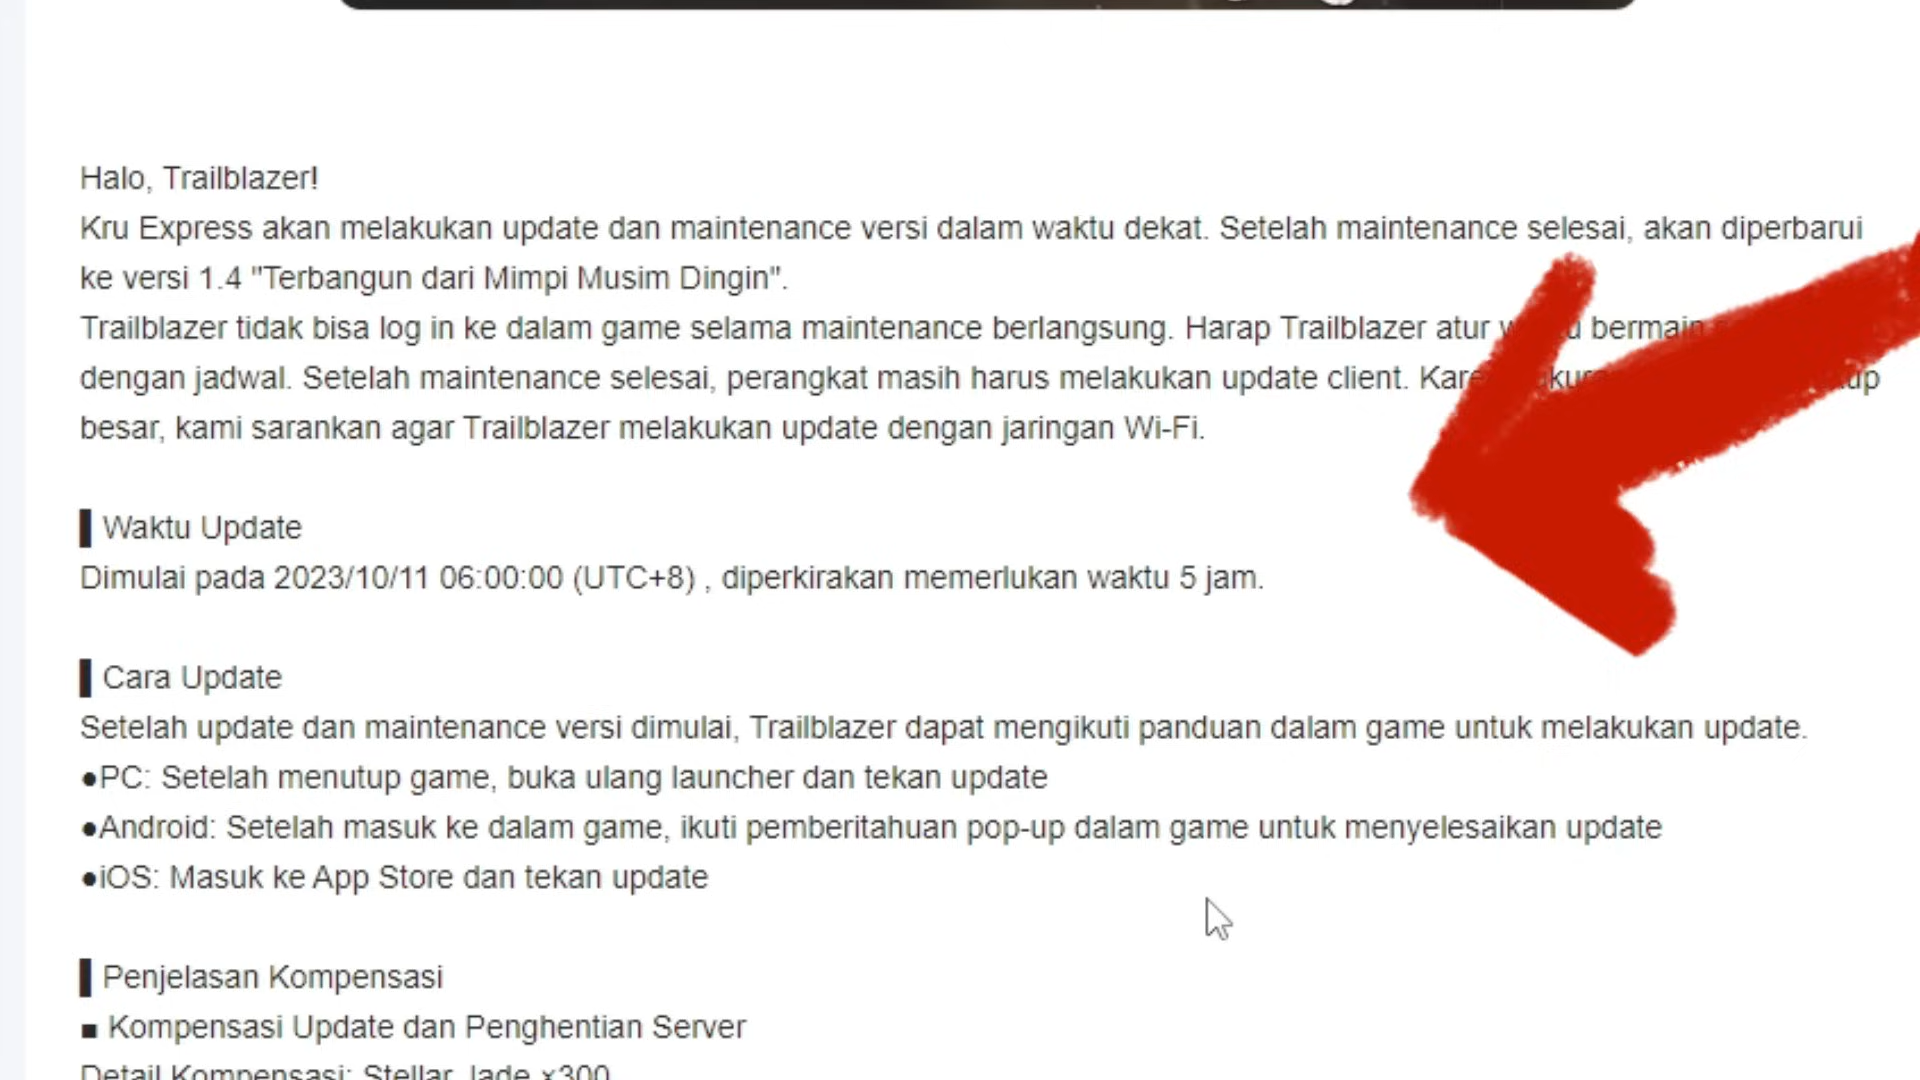 Halo, Trailblazer!
Kru Express akan melakukan update dan maintenance versi dalam waktu dekat. Setelah maintenance selesai, akan diperbarui
ke versi 1.4 "Terbangun dari Mimpi Musim Dingin".
Trailblazer tidak bisa log in ke dalam game selama maintenance berlangsung. Harap Trailblazer atur bermain
dengan jadwal. Setelah maintenance selesai, perangkat masih harus melakukan update client.
besar, kami sarankan agar Trailblazer melakukan update dengan jaringan Wi-Fi.
▌Waktu Update
Dimulai pada 2023/10/11 06:00:00 (UTC+8) , diperkirakan memerlukan waktu 5 jam.
▌Cara Update
Setelah update dan maintenance versi dimulai, Trailblazer dapat mengikuti panduan dalam game untuk melakukan update.
●PC: Setelah menutup game, buka ulang launcher dan tekan update
●Android: Setelah masuk ke dalam game, ikuti pemberitahuan pop-up dalam game untuk menyelesaikan update
●iOS: Masuk ke App Store dan tekan update
▌Penjelasan Kompensasi
■ Kompensasi Update dan Penghentian Server
Detail Kompensasi: Stellar Jade ×300